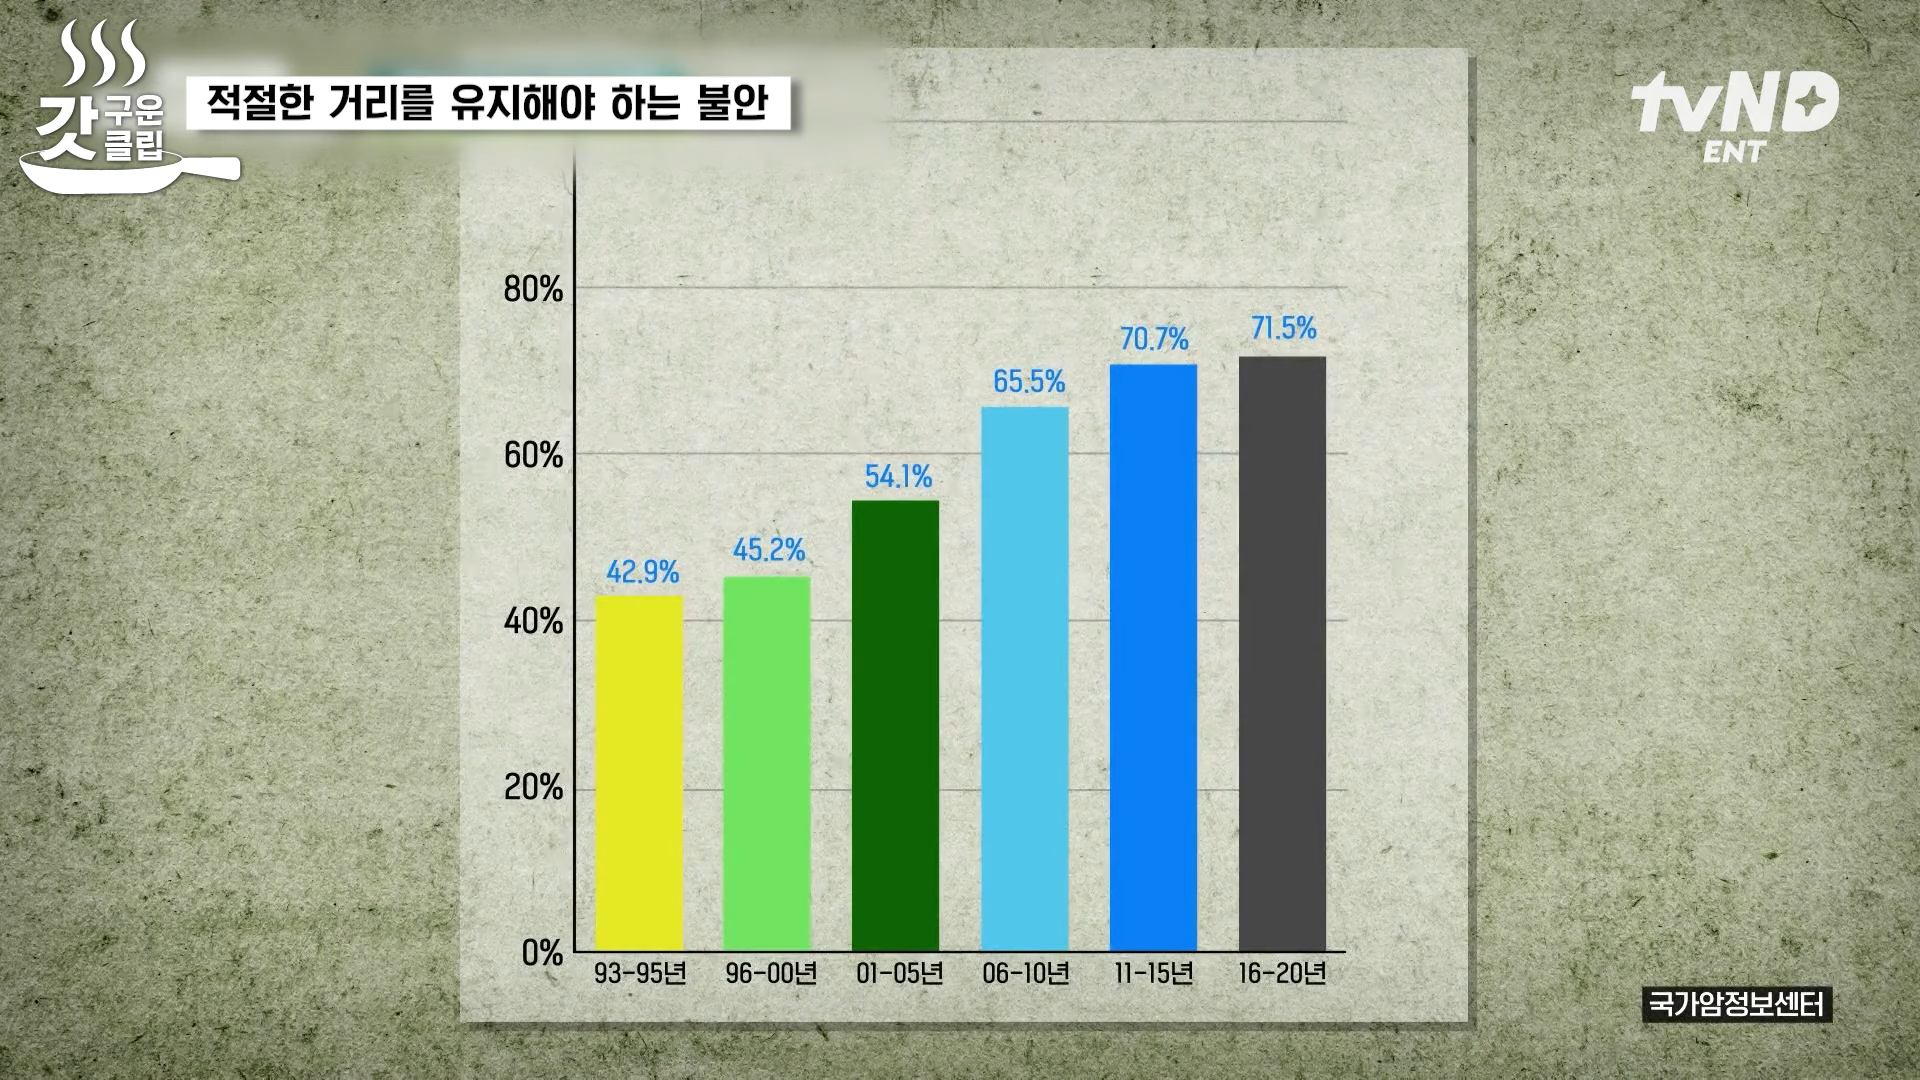 갓
구운
클립
적절한 거리를 유지해야 하는 불안
tvND
ENT
80%
60%
40%
20%
0%
42.9%
45.2%
54.1%
65.5%
70.7%
71.5%
93-95년
96-00년
01-05년
06-10년
11-15년
16-20년
국가암정보센터